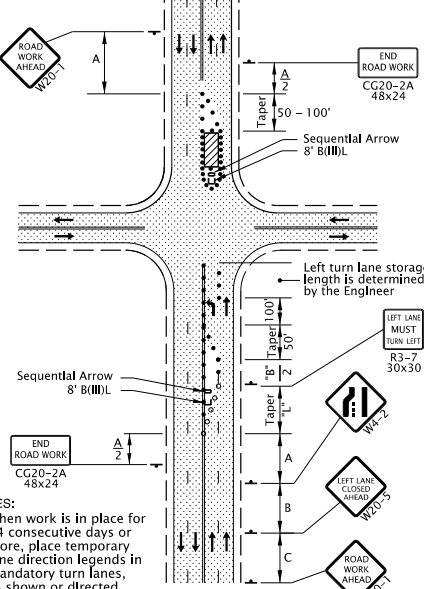 ROAD
WORK
AHEAD
W20-1
A
END
ROAD WORK
CG20-2A
48x24
A
2
Taper
50 - 100'
Sequential Arrow
8' B(III)L
Left turn lane storage
length is determined
by the Engineer
100'
Taper
50'
"B"
2
LEFT LANE
MUST
TURN LEFT
R3-7
30x30
Sequential Arrow
8' B(III)L
Taper
"L"
W4-2
END
ROAD WORK
CG20-2A
48x24
A
2
A
LEFT LANE
CLOSED
AHEAD
W20-5
B
C
ROAD
WORK
AHEAD
ES:
hen work is in place for
4 consecutive days or
ore, place temporary
ne direction legends in
andatory turn lanes,
shown or directed